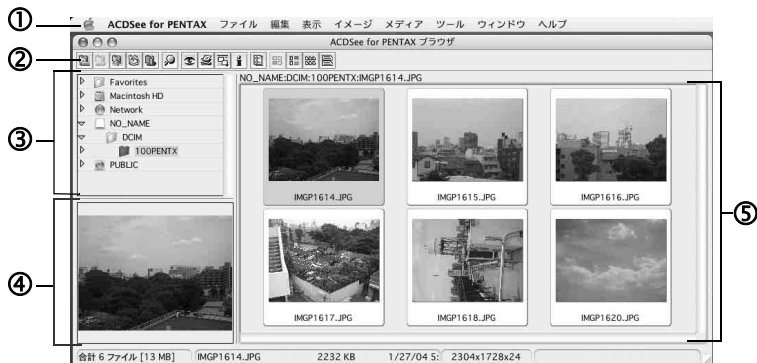 ①
ACDSee for PENTAX ファイル 編集 表示 イメージ メディア ツール ウィンドウ ヘルプ
ACDSee for PENTAX ブラウザ
②
NO_NAME:DCIM:100PENTX:IMGP1614.JPG
③
Favorites
Macintosh HD
Network
NO_NAME
DCIM
100PENTX
PUBLIC
IMGP1614.JPG
IMGP1615.JPG
IMGP1616.JPG
④
⑤
IMGP1617.JPG
IMGP1618.JPG
IMGP1620.JPG
合計 6 ファイル [13 MB] IMGP1614.JPG 2232 KB 1/27/04 5: 2304x1728x24